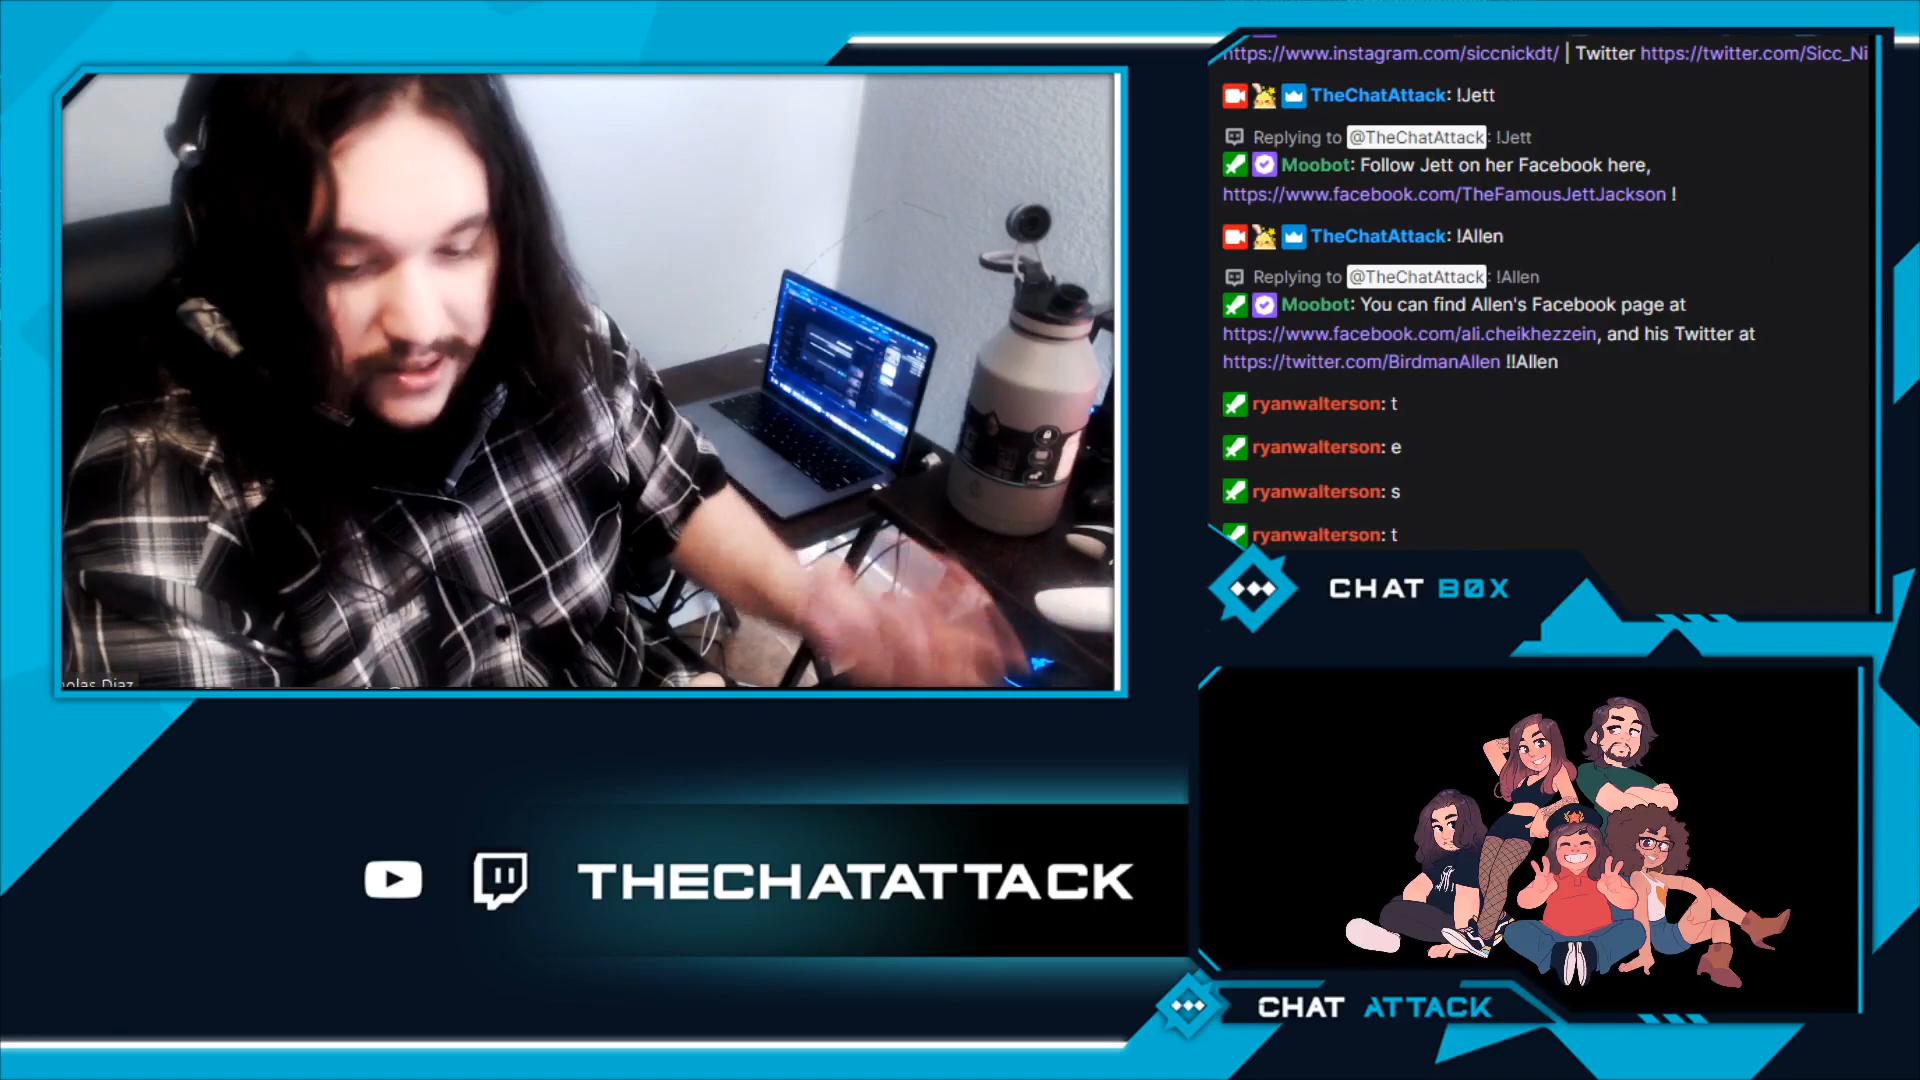 https://www.instagram.com/siccnickdt/ | Twitter https://twitter.com/Sicc_Ni
TheChatAttack: !Jett
Replying to @TheChatAttack: !Jett
Moobot: Follow Jett on her Facebook here,
https://www.facebook.com/TheFamousJettJackson !
TheChatAttack: !Allen
Replying to @TheChatAttack: !Allen
Moobot: You can find Allen's Facebook page at
https://www.facebook.com/ali.cheikhezzein, and his Twitter at
https://twitter.com/BirdmanAllen !!Allen
ryanwalterson: t
ryanwalterson: e
ryanwalterson: s
ryanwalterson: t
CHAT B0X
olas Diaz
THECHATATTACK
CHAT ATTACK